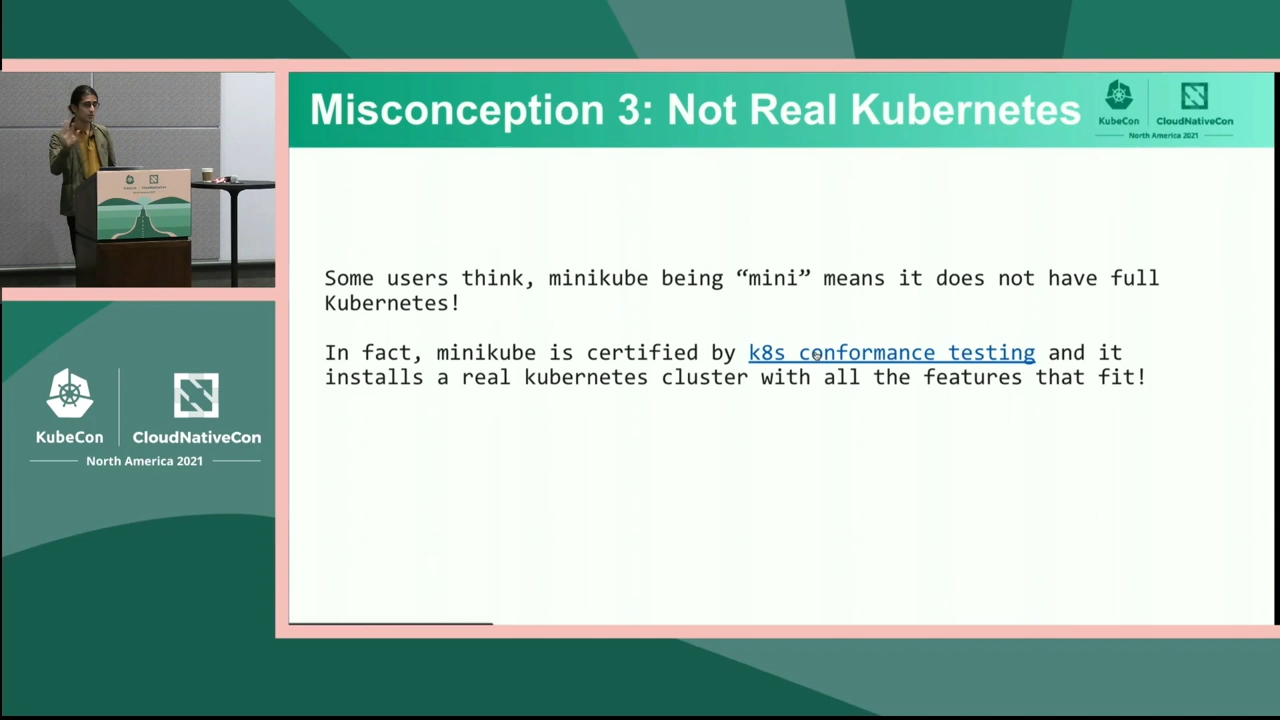 Misconception 3: Not Real Kubernetes
KubeCon
CloudNativeCon
North America 2021
Some users think, minikube being “mini” means it does not have full
Kubernetes!
In fact, minikube is certified by k8s conformance testing and it
installs a real kubernetes cluster with all the features that fit!
KubeCon
CloudNativeCon
North America 2021